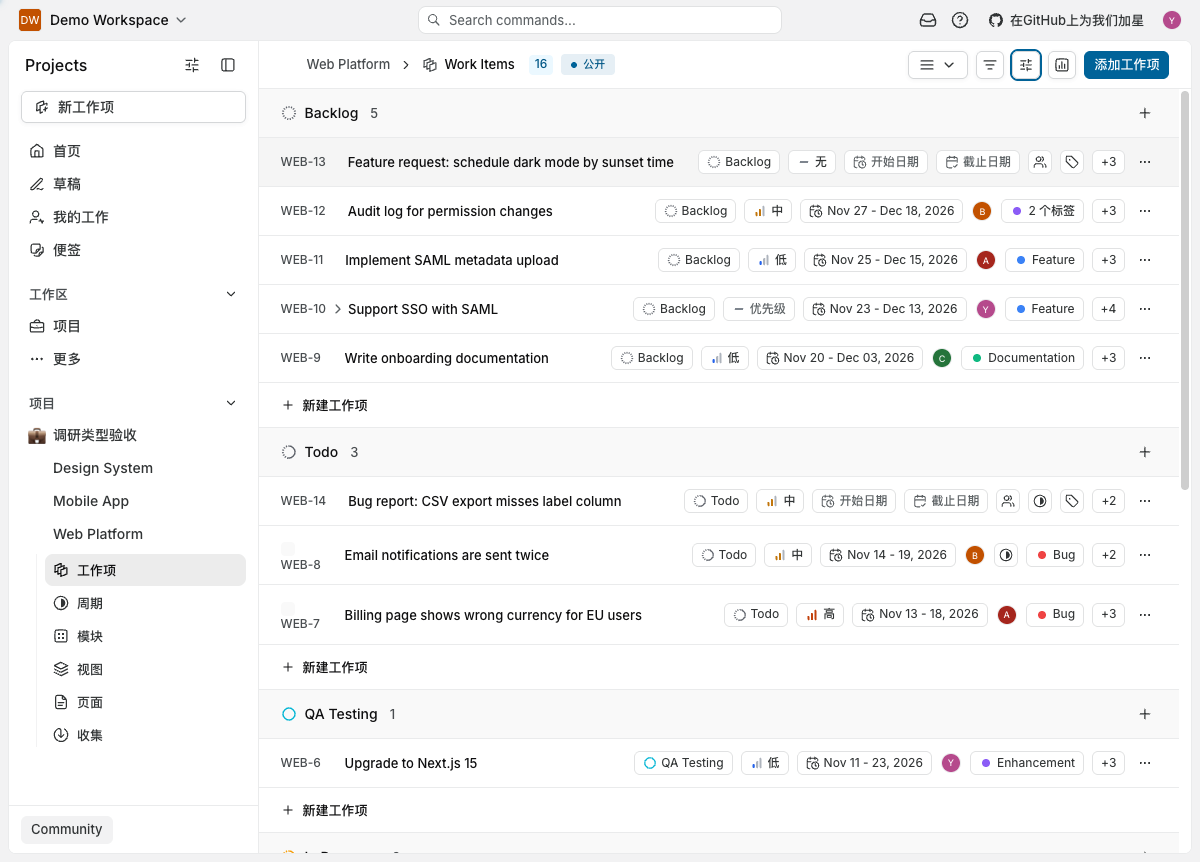 DW Demo Workspace
Search commands...
在GitHub上为我们加星
Y
Projects
新工作项
首页
草稿
我的工作
便签
工作区
项目
更多
项目
调研类型验收
Design System
Mobile App
Web Platform
工作项
周期
模块
视图
页面
收集
Community
Web Platform
Work Items
16
公开
添加工作项
Backlog 5
WEB-13 Feature request: schedule dark mode by sunset time Backlog 无 开始日期 截止日期 +3
WEB-12 Audit log for permission changes Backlog 中 Nov 27 - Dec 18, 2026 B 2 个标签 +3
WEB-11 Implement SAML metadata upload Backlog 低 Nov 25 - Dec 15, 2026 A Feature +3
WEB-10 Support SSO with SAML Backlog 优先级 Nov 23 - Dec 13, 2026 Y Feature +4
WEB-9 Write onboarding documentation Backlog 低 Nov 20 - Dec 03, 2026 C Documentation +3
新建工作项
Todo 3
WEB-14 Bug report: CSV export misses label column Todo 中 开始日期 截止日期 +2
WEB-8 Email notifications are sent twice Todo 中 Nov 14 - 19, 2026 B Bug +2
WEB-7 Billing page shows wrong currency for EU users Todo 高 Nov 13 - 18, 2026 A Bug +3
新建工作项
QA Testing 1
WEB-6 Upgrade to Next.js 15 QA Testing 低 Nov 11 - 23, 2026 Y Enhancement +3
新建工作项